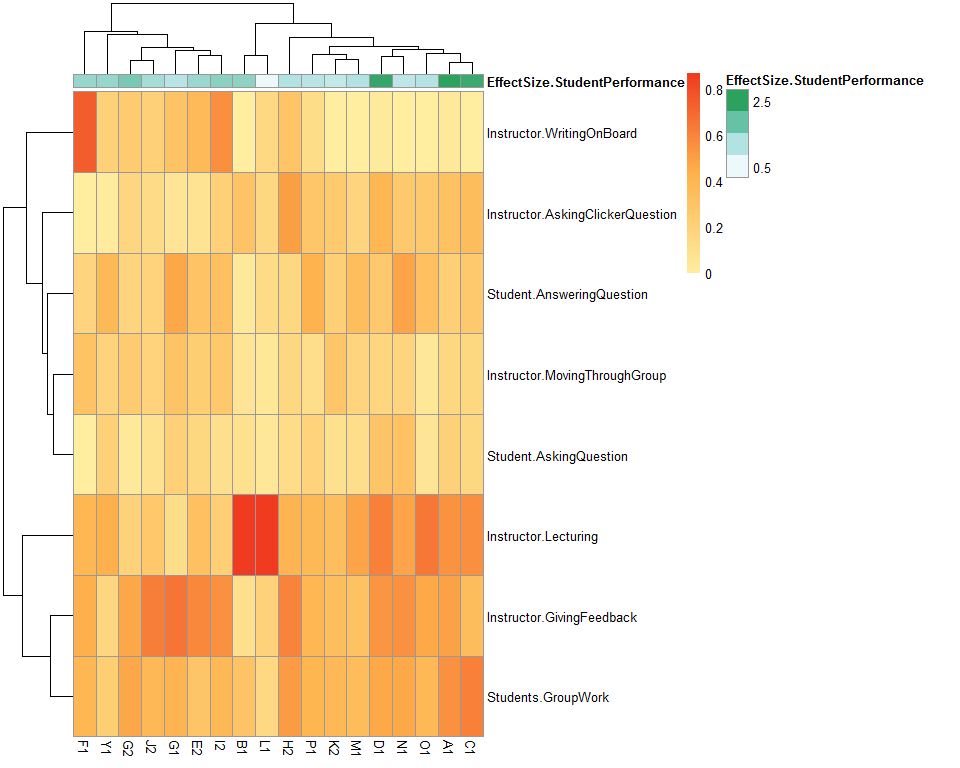 EffectSize.StudentPerformance
Instructor.WritingOnBoard
Instructor.AskingClickerQuestion
Student.AnsweringQuestion
Instructor.MovingThroughGroup
Student.AskingQuestion
Instructor.Lecturing
Instructor.GivingFeedback
Students.GroupWork
0.8
0.6
0.4
0.2
0
EffectSize.StudentPerformance
2.5
0.5
F1 Y1 G2 J2 G1 E2 I2 B1 L1 H2 P1 K2 M1 D1 N1 O1 A1 C1